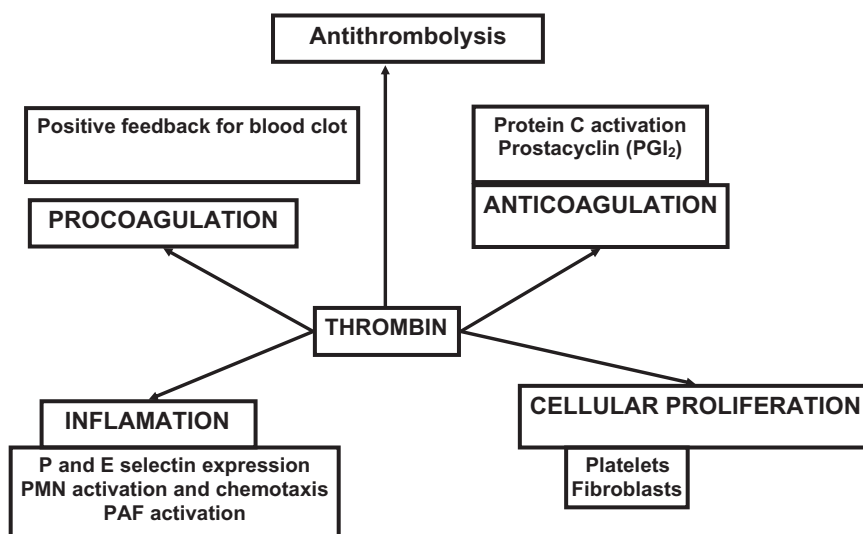 Antithrombolysis
Positive feedback for blood clot
PROCOAGULATION
Protein C activation
Prostacyclin (PGI₂)
ANTICOAGULATION
THROMBIN
INFLAMATION
P and E selectin expression
PMN activation and chemotaxis
PAF activation
CELLULAR PROLIFERATION
Platelets
Fibroblasts